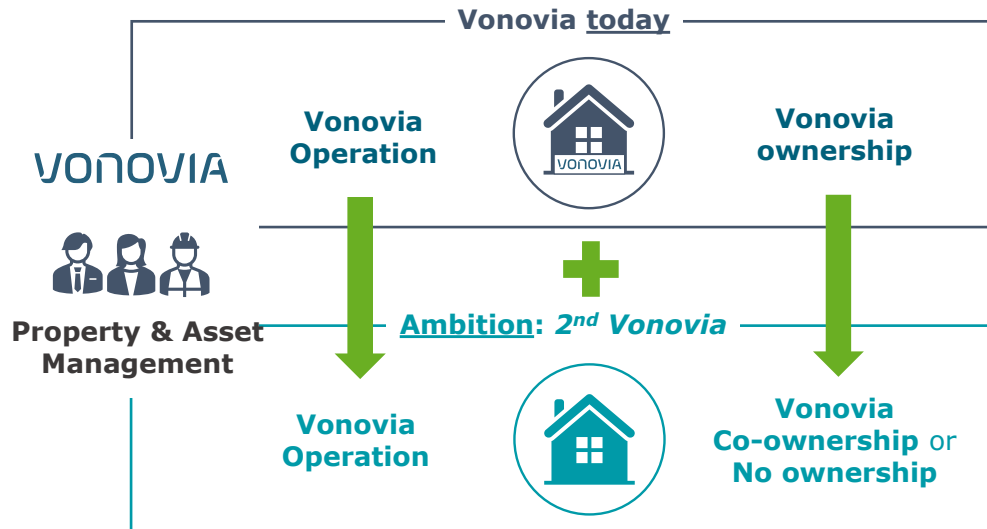 Vonovia today
Vonovia
Operation
VONOVIA
Vonovia
ownership
VONOVIA
Property & Asset
Management
Ambition: 2nd Vonovia
Vonovia
Operation
Vonovia
Co-ownership or
No ownership